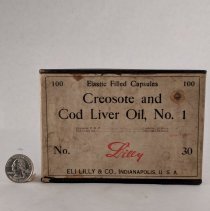 100 Elastic Filled Capsules 100
Creosote and
Cod Liver Oil, No. 1
No. Lilly 30
ELI LILLY & CO., INDIANAPOLIS, U. S. A.